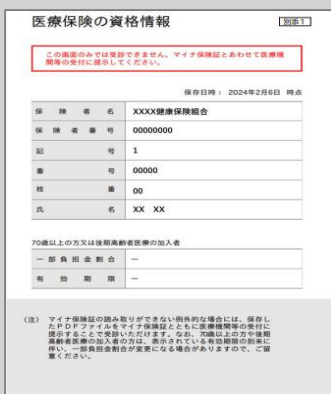 医療保険の資格情報
別添1
この画面のみでは受診できません。マイナ保険証とあわせて医療機
関等の受付に提示してください。
保存日時： 2024年2月6日 時点
保険者名 XXXX健康保険組合
保険者番号 00000000
記号 1
番号 00000
枝番 00
氏名 XX XX
70歳以上の方又は後期高齢者医療の加入者
一部負担金割合 －
有効期限 －
（注） マイナ保険証の読み取りができない例外的な場合には、保存し
たPDFファイルをマイナ保険証とともに医療機関等の受付に
提示することで受診いただけます。なお、70歳以上の方や後期
高齢者医療の加入者の方は、表示されている有効期限の到来に
伴い、一部負担金割合が変更になる場合がありますので、ご留
意ください。